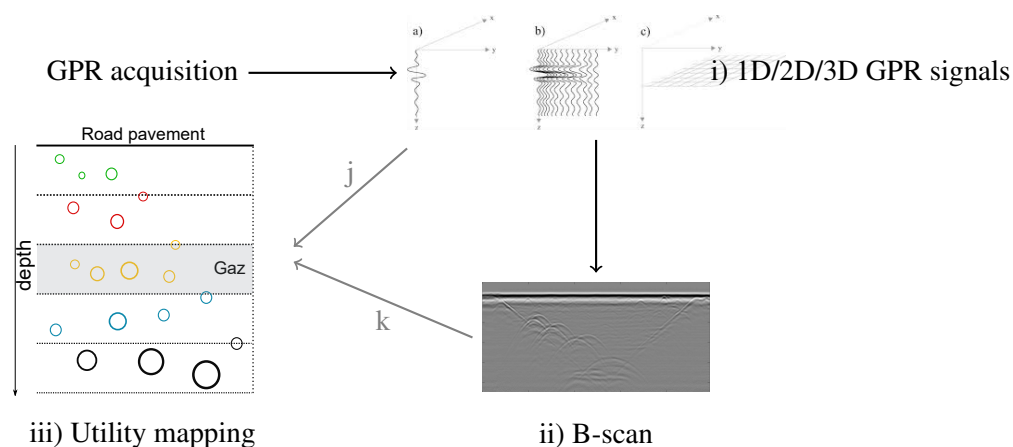 a)
x
y
z
b)
x
y
z
c)
x
y
z
GPR acquisition
i) 1D/2D/3D GPR signals
Road pavement
depth
Gaz
j
k
iii) Utility mapping
ii) B-scan